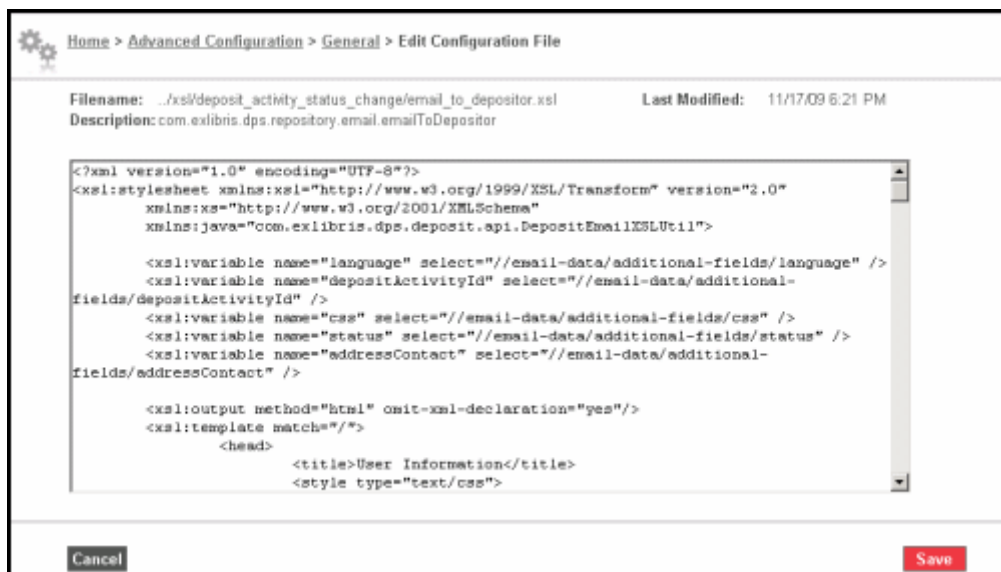 Home > Advanced Configuration > General > Edit Configuration File
Filename: ../xsl/deposit_activity_status_change/email_to_depositor.xsl Last Modified: 11/17/09 6:21 PM
Description: com.exlibris.dps.repository.email.emailToDepositor
<?xml version="1.0" encoding="UTF-8"?>
<xsl:stylesheet xmlns:xsl="http://www.w3.org/1999/XSL/Transform" version="2.0"
xmlns:xs="http://www.w3.org/2001/XMLSchema"
xmlns:java="com.exlibris.dps.deposit.api.DepositEmailXSLUtil">
<xsl:variable name="language" select="//email-data/additional-fields/language" />
<xsl:variable name="depositActivityId" select="//email-data/additional-
fields/depositActivityId" />
<xsl:variable name="css" select="//email-data/additional-fields/css" />
<xsl:variable name="status" select="//email-data/additional-fields/status" />
<xsl:variable name="addressContact" select="//email-data/additional-
fields/addressContact" />
<xsl:output method="html" omit-xml-declaration="yes"/>
<xsl:template match="/">
<head>
<title>User Information</title>
<style type="text/css">
Cancel Save